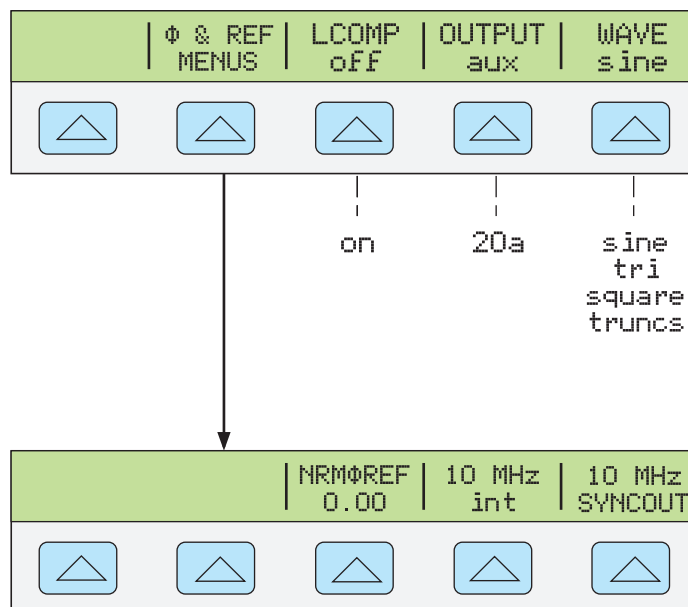 Φ & REF MENUS
LCOMP off
OUTPUT aux
WAVE sine
on
20a
sine
tri
square
truncs
NRMΦREF 0.00
10 MHz int
10 MHz SYNCOUT